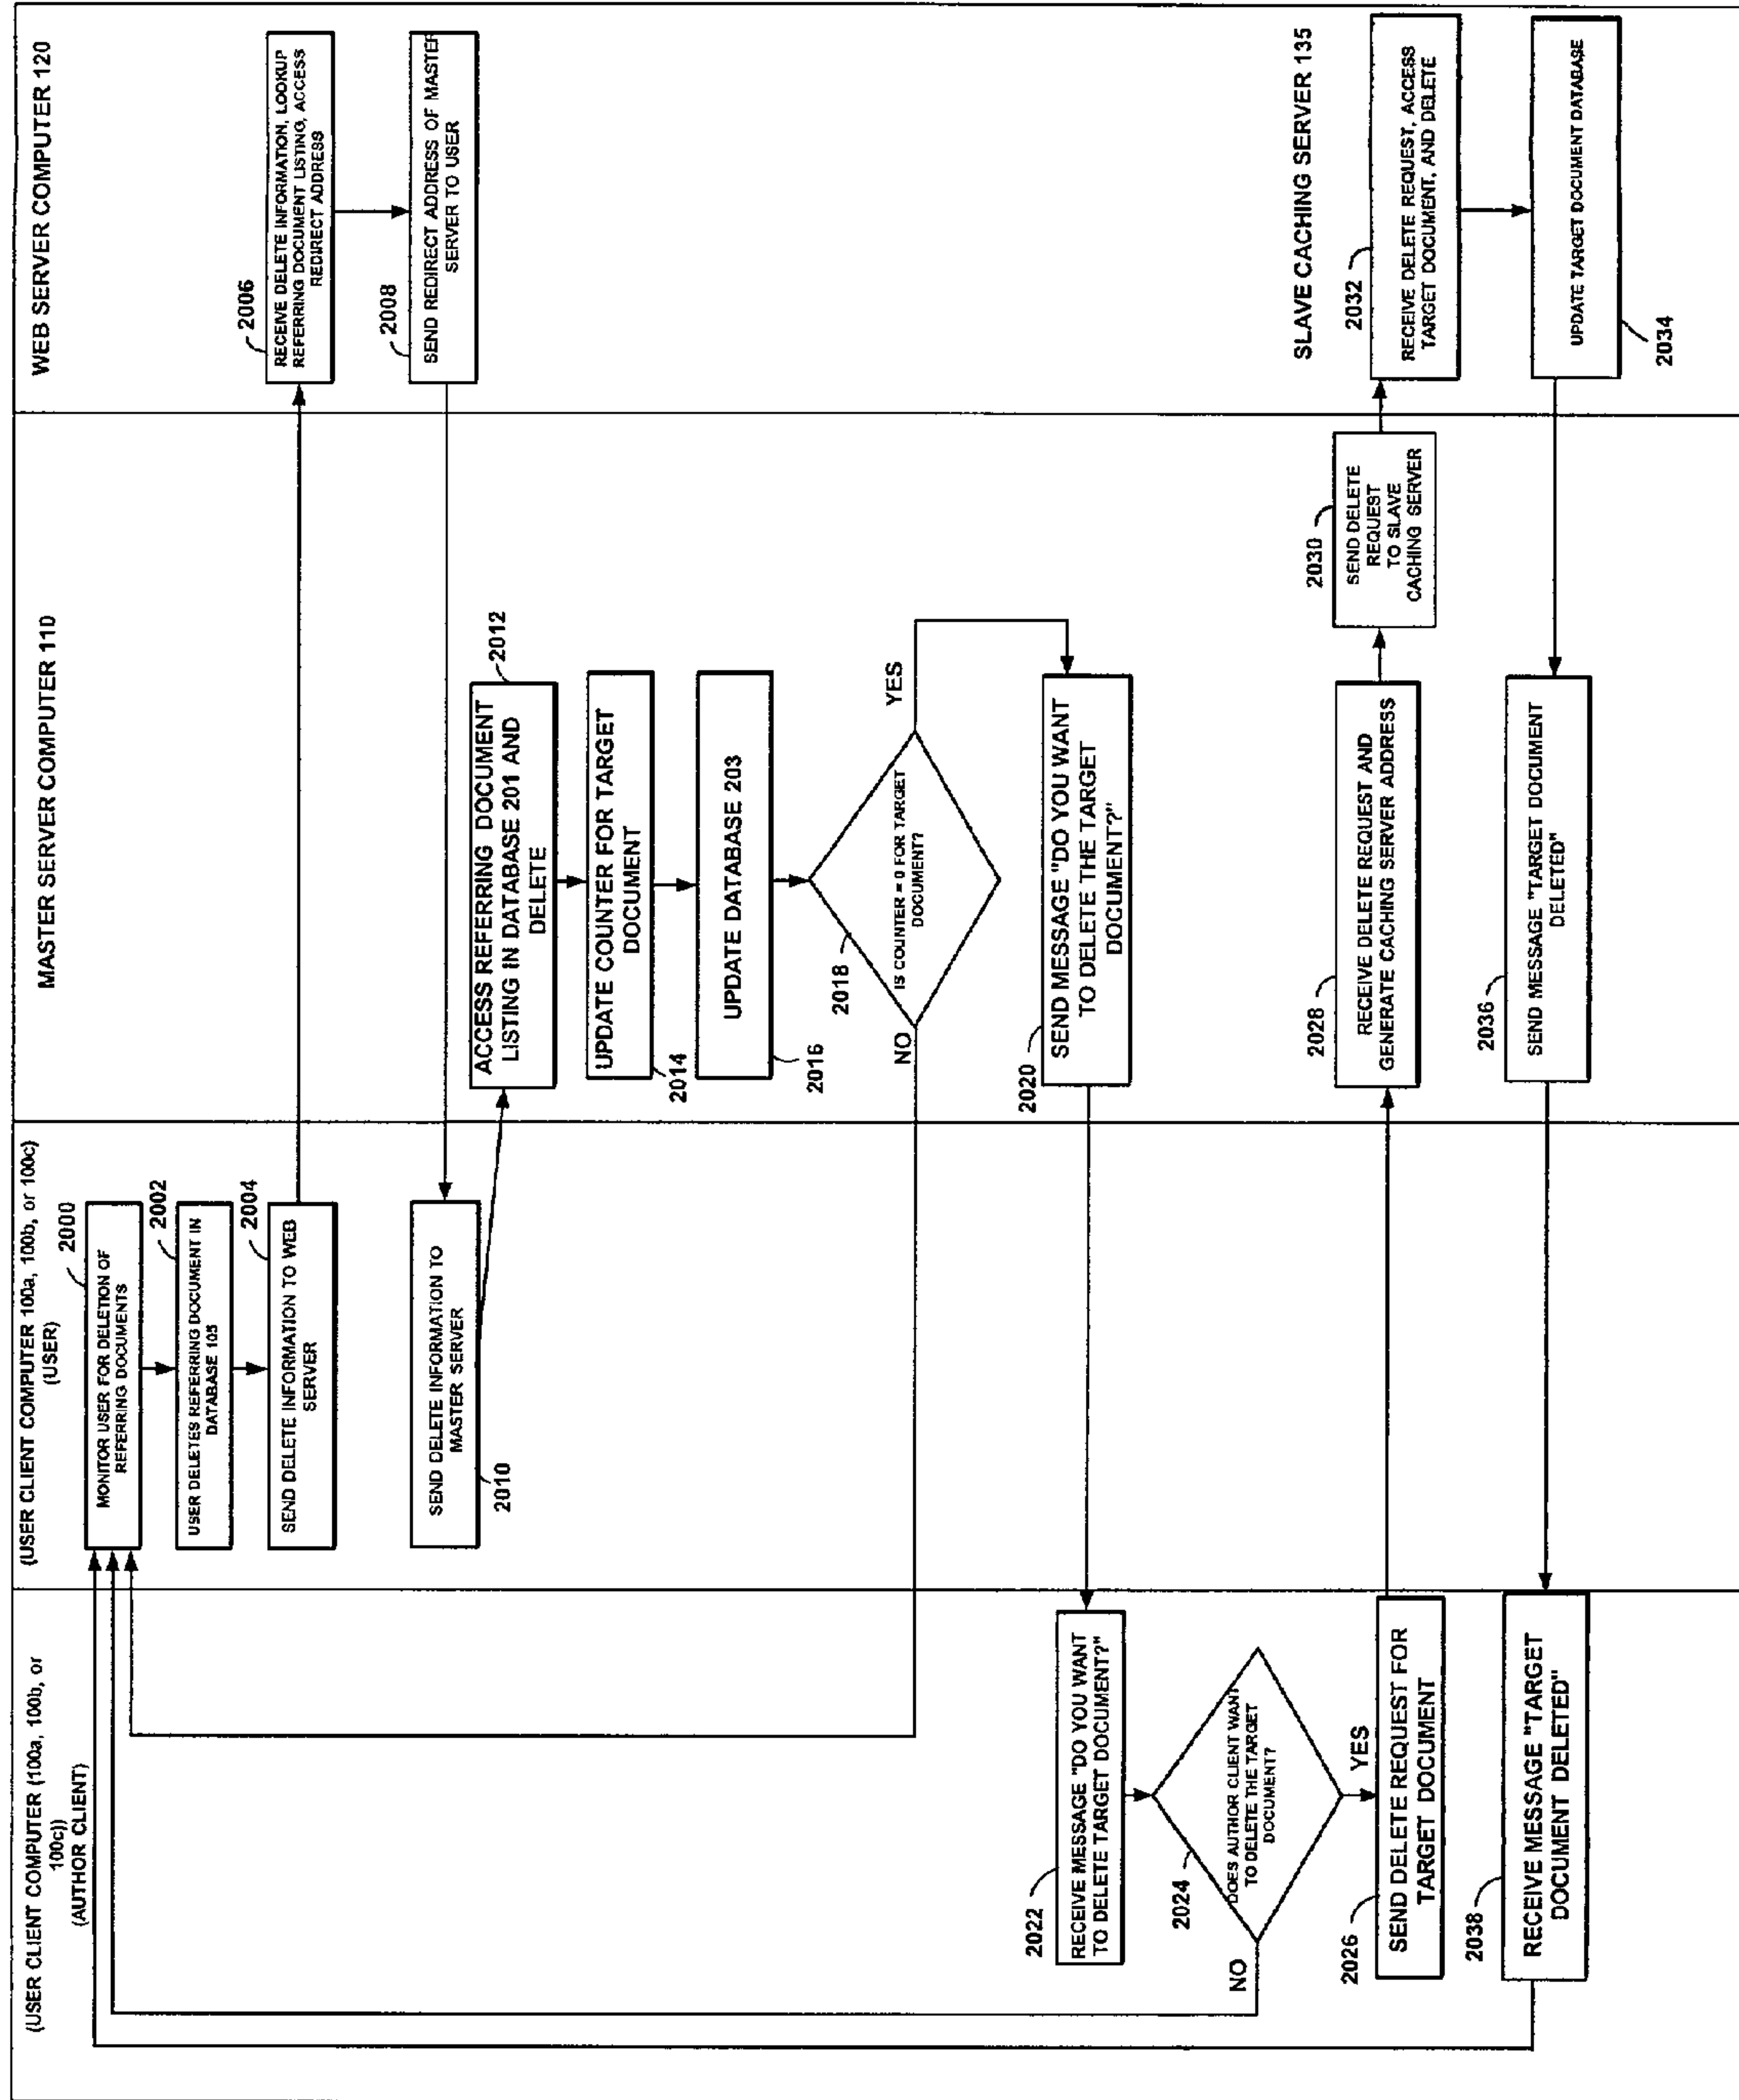 (USER CLIENT COMPUTER (100a, 100b, or
100c))
(AUTHOR CLIENT)
(USER CLIENT COMPUTER 100a, 100b, or 100c)
(USER)
MASTER SERVER COMPUTER 110
WEB SERVER COMPUTER 120
2000
MONITOR USER FOR DELETION OF
REFERRING DOCUMENTS
2002
USER DELETES REFERRING DOCUMENT IN
DATABASE 105
2004
SEND DELETE INFORMATION TO WEB
SERVER
2006
RECEIVE DELETE INFORMATION, LOOKUP
REFERRING DOCUMENT LISTING, ACCESS
REDIRECT ADDRESS
2008
SEND REDIRECT ADDRESS OF MASTER
SERVER TO USER
SEND DELETE INFORMATION TO
MASTER SERVER
2010
2012
ACCESS REFERRING DOCUMENT
LISTING IN DATABASE 201 AND
DELETE
UPDATE COUNTER FOR TARGET
DOCUMENT
2014
UPDATE DATABASE 203
2016
2018
IS COUNTER = 0 FOR TARGET
DOCUMENT?
NO
YES
2020
SEND MESSAGE "DO YOU WANT
TO DELETE THE TARGET
DOCUMENT?"
2022
RECEIVE MESSAGE "DO YOU WANT
TO DELETE TARGET DOCUMENT?"
2024
DOES AUTHOR CLIENT WANT
TO DELETE THE TARGET
DOCUMENT?
NO
YES
2026
SEND DELETE REQUEST FOR
TARGET DOCUMENT
2028
RECEIVE DELETE REQUEST AND
GENERATE CACHING SERVER ADDRESS
2030
SEND DELETE
REQUEST
TO SLAVE
CACHING SERVER
SLAVE CACHING SERVER 135
2032
RECEIVE DELETE REQUEST, ACCESS
TARGET DOCUMENT, AND DELETE
UPDATE TARGET DOCUMENT DATABASE
2034
2036
SEND MESSAGE "TARGET DOCUMENT
DELETED"
2038
RECEIVE MESSAGE "TARGET
DOCUMENT DELETED"